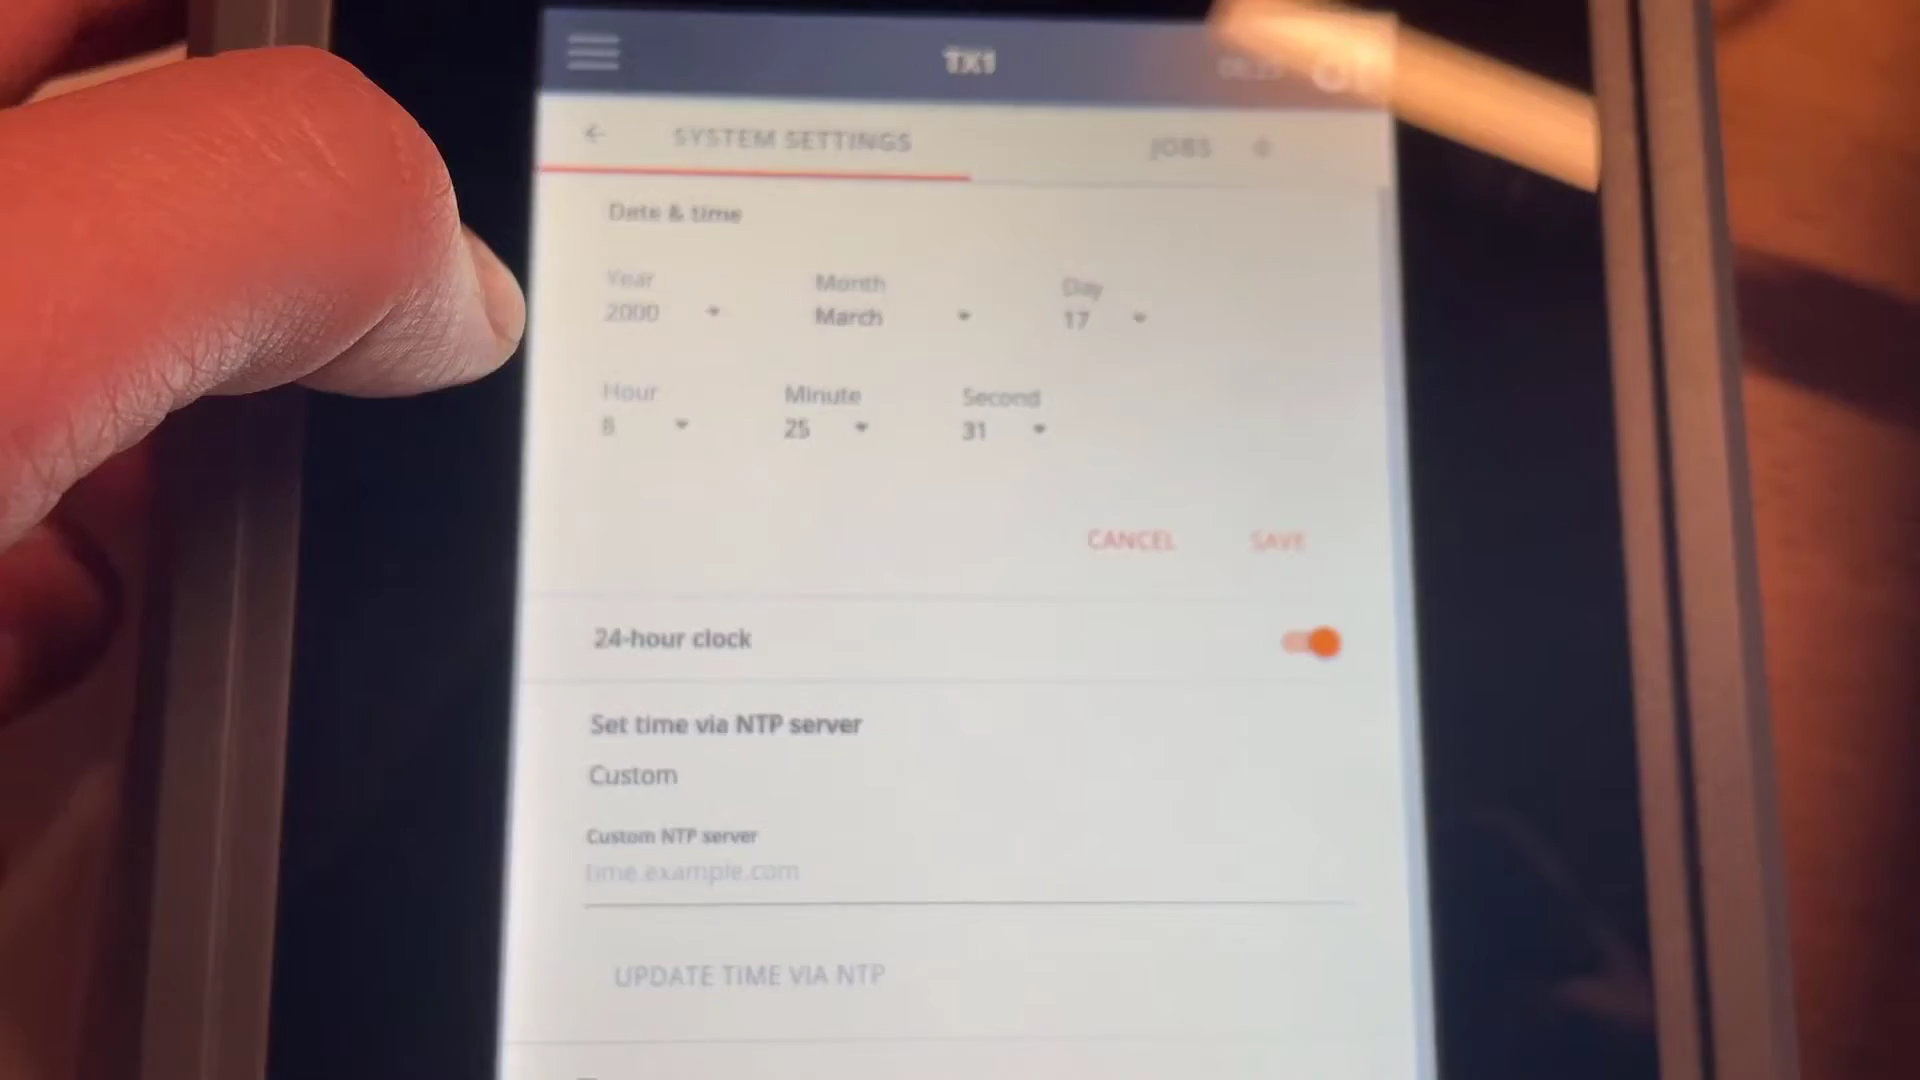 TX1
SYSTEM SETTINGS JOBS 0
Date & time
Year Month Day
2000 March 17
Hour Minute Second
8 25 31
CANCEL SAVE
24-hour clock
Set time via NTP server
Custom
Custom NTP server
time.example.com
UPDATE TIME VIA NTP